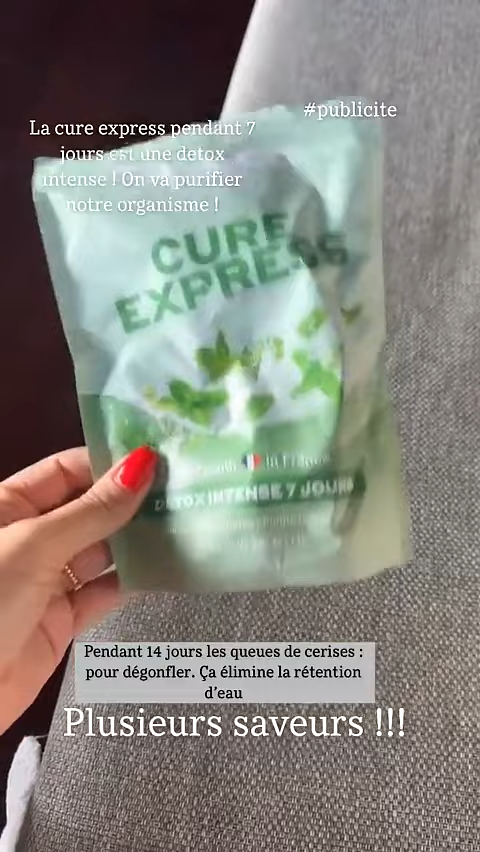 #publicite
La cure express pendant 7
jours est une detox
intense ! On va purifier
notre organisme !
CURE
EXPRESS
DETOX INTENSE 7 JOURS
Pendant 14 jours les queues de cerises :
pour dégonfler. Ça élimine la rétention
d'eau
Plusieurs saveurs !!!